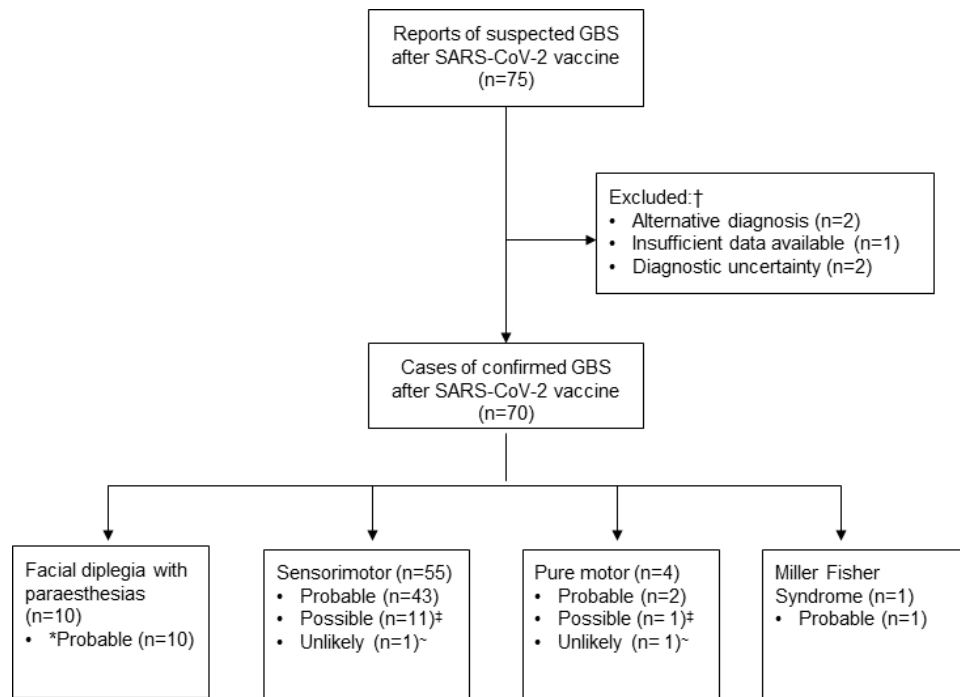 Reports of suspected GBS
after SARS-CoV-2 vaccine
(n=75)
Excluded:†
• Alternative diagnosis (n=2)
• Insufficient data available (n=1)
• Diagnostic uncertainty (n=2)
Cases of confirmed GBS
after SARS-CoV-2 vaccine
(n=70)
Facial diplegia with
paraesthesias
(n=10)
• *Probable (n=10)
Sensorimotor (n=55)
• Probable (n=43)
• Possible (n=11)‡
• Unlikely (n=1)~
Pure motor (n=4)
• Probable (n=2)
• Possible (n= 1)‡
• Unlikely (n= 1)~
Miller Fisher
Syndrome (n=1)
• Probable (n=1)